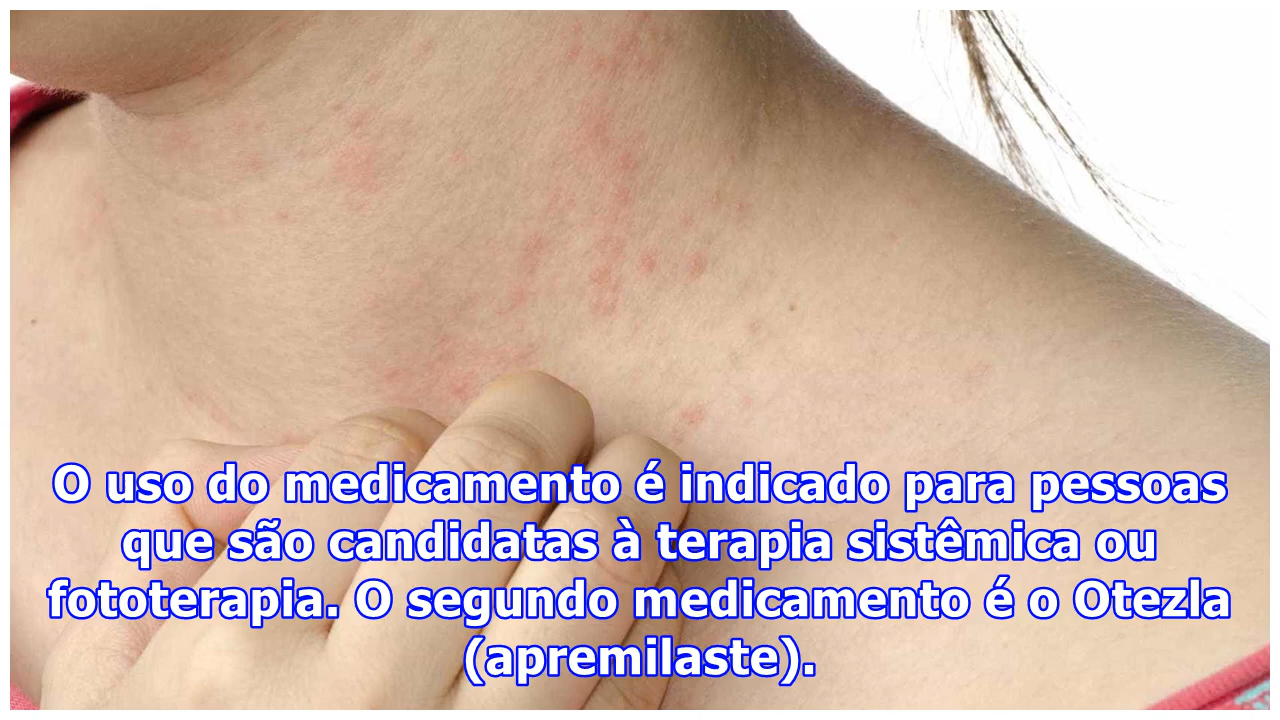 O uso do medicamento é indicado para pessoas
que são candidatas à terapia sistêmica ou
fototerapia. O segundo medicamento é o Otezla
(apremilaste).